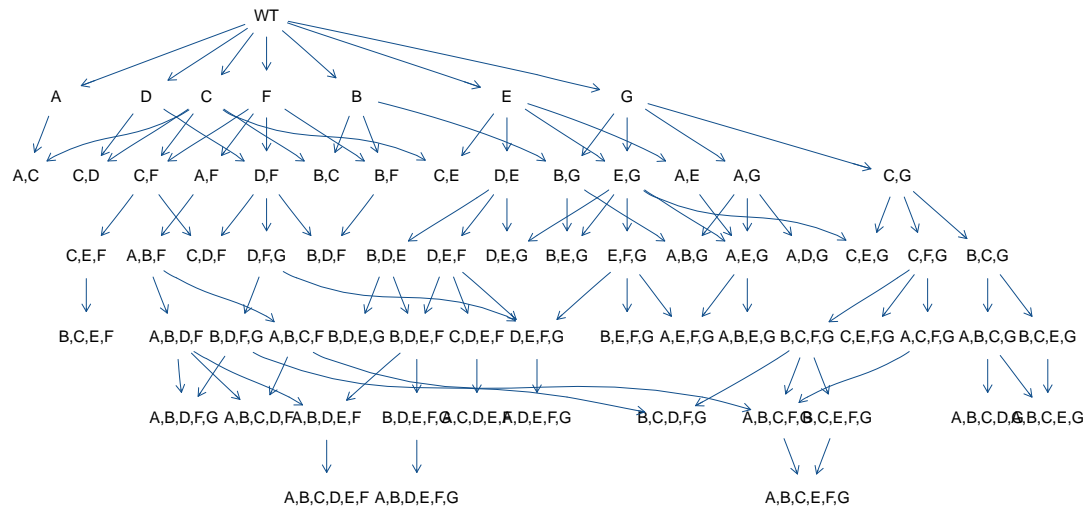 WT
A D C F B E G
A,C C,D C,F A,F D,F B,C B,F C,E D,E B,G E,G A,E A,G C,G
C,E,F A,B,F C,D,F D,F,G B,D,F B,D,E D,E,F D,E,G B,E,G E,F,G A,B,G A,E,G A,D,G C,E,G C,F,G B,C,G
B,C,E,F A,B,D,F B,D,F,G A,B,C,F B,D,E,G B,D,E,F C,D,E,F D,E,F,G B,E,F,G A,E,F,G A,B,E,G B,C,F,G C,E,F,G A,C,F,G A,B,C,G B,C,E,G
A,B,D,F,G A,B,C,D,F A,B,D,E,F B,D,E,F,G A,C,D,E,F A,D,E,F,G B,C,D,F,G A,B,C,F,G B,C,E,F,G A,B,C,D,G A,B,C,E,G
A,B,C,D,E,F A,B,D,E,F,G A,B,C,E,F,G